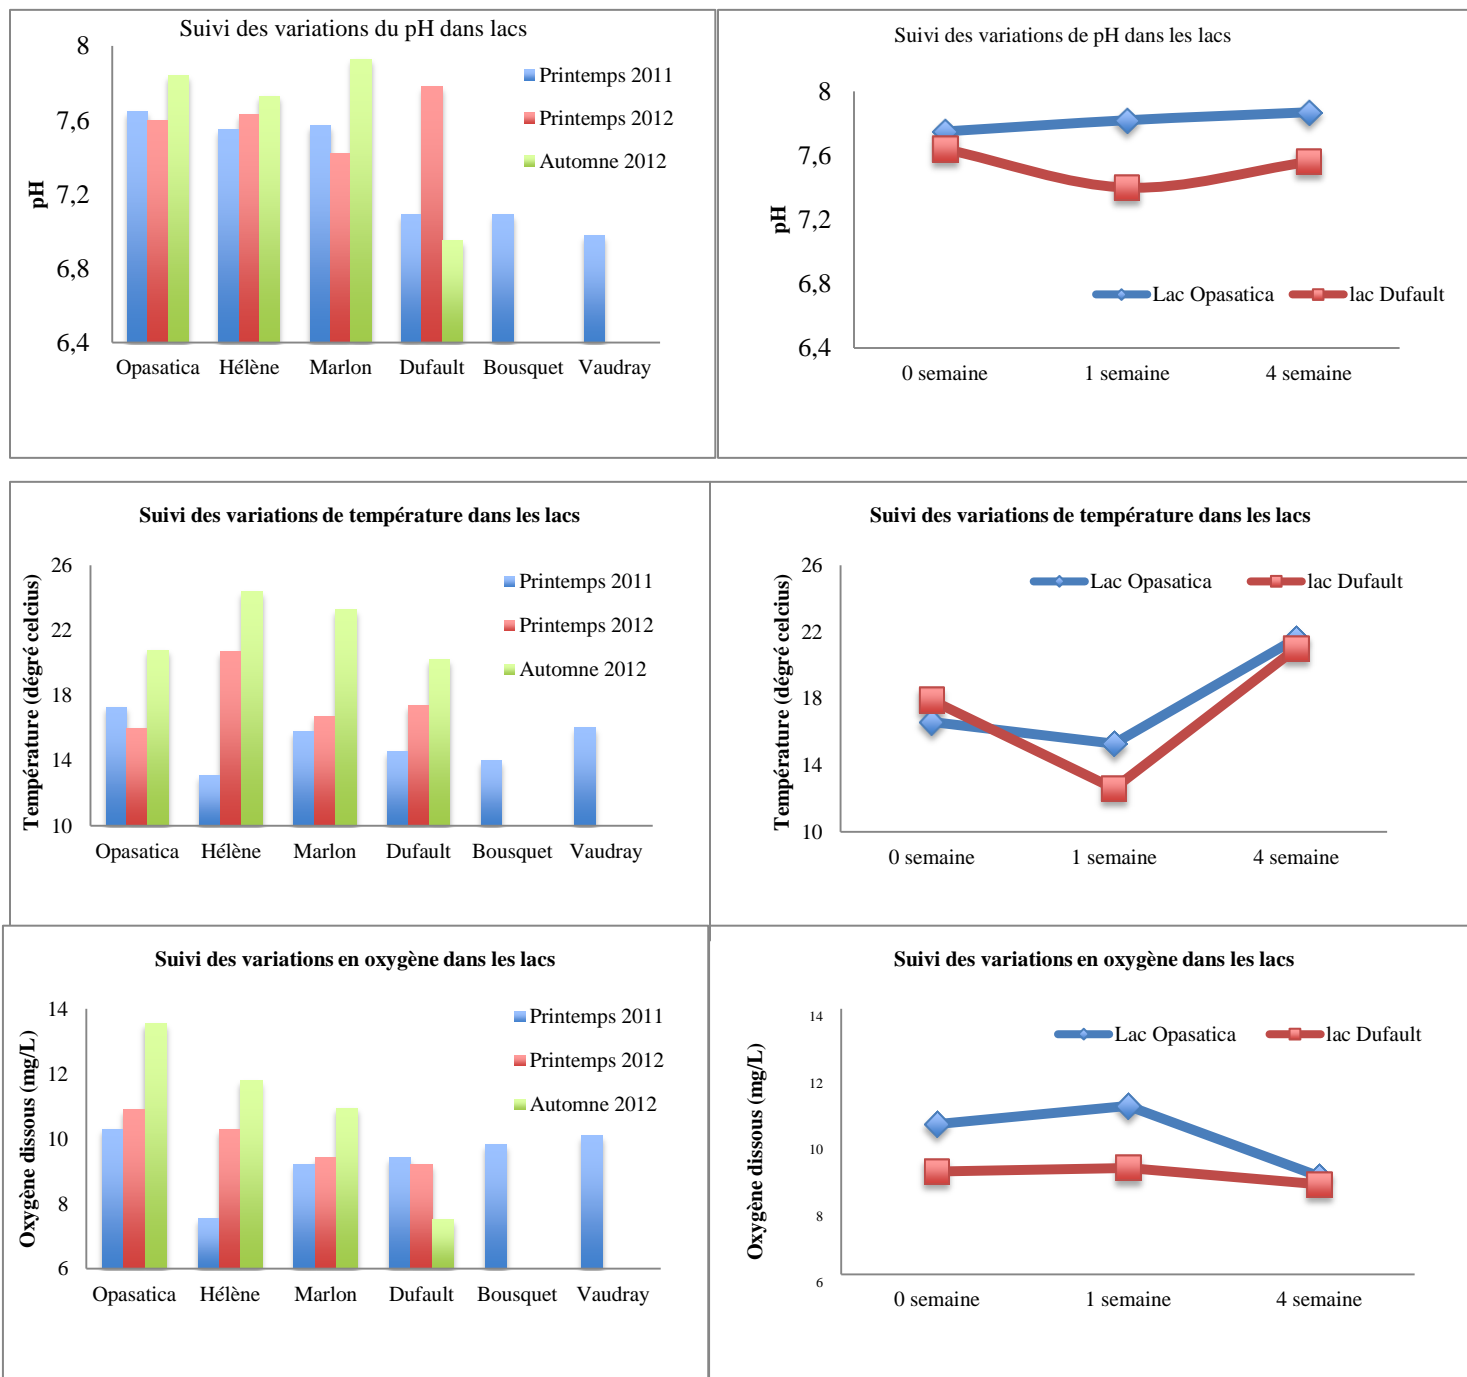 Suivi des variations du pH dans lacs
8
7,6
7,2
6,8
6,4
pH
Printemps 2011
Printemps 2012
Automne 2012
Opasatica Hélène Marlon Dufault Bousquet Vaudray
Suivi des variations de pH dans les lacs
8
7,6
7,2
6,8
6,4
pH
Lac Opasatica lac Dufault
0 semaine 1 semaine 4 semaine
Suivi des variations de température dans les lacs
26
22
18
14
10
Température (dégré celcius)
Printemps 2011
Printemps 2012
Automne 2012
Opasatica Hélène Marlon Dufault Bousquet Vaudray
Suivi des variations de température dans les lacs
26
22
18
14
10
Température (dégré celcius)
Lac Opasatica lac Dufault
0 semaine 1 semaine 4 semaine
Suivi des variations en oxygène dans les lacs
14
12
10
8
6
Oxygène dissous (mg/L)
Printemps 2011
Printemps 2012
Automne 2012
Opasatica Hélène Marlon Dufault Bousquet Vaudray
Suivi des variations en oxygène dans les lacs
14
12
10
8
6
Oxygène dissous (mg/L)
Lac Opasatica lac Dufault
0 semaine 1 semaine 4 semaine